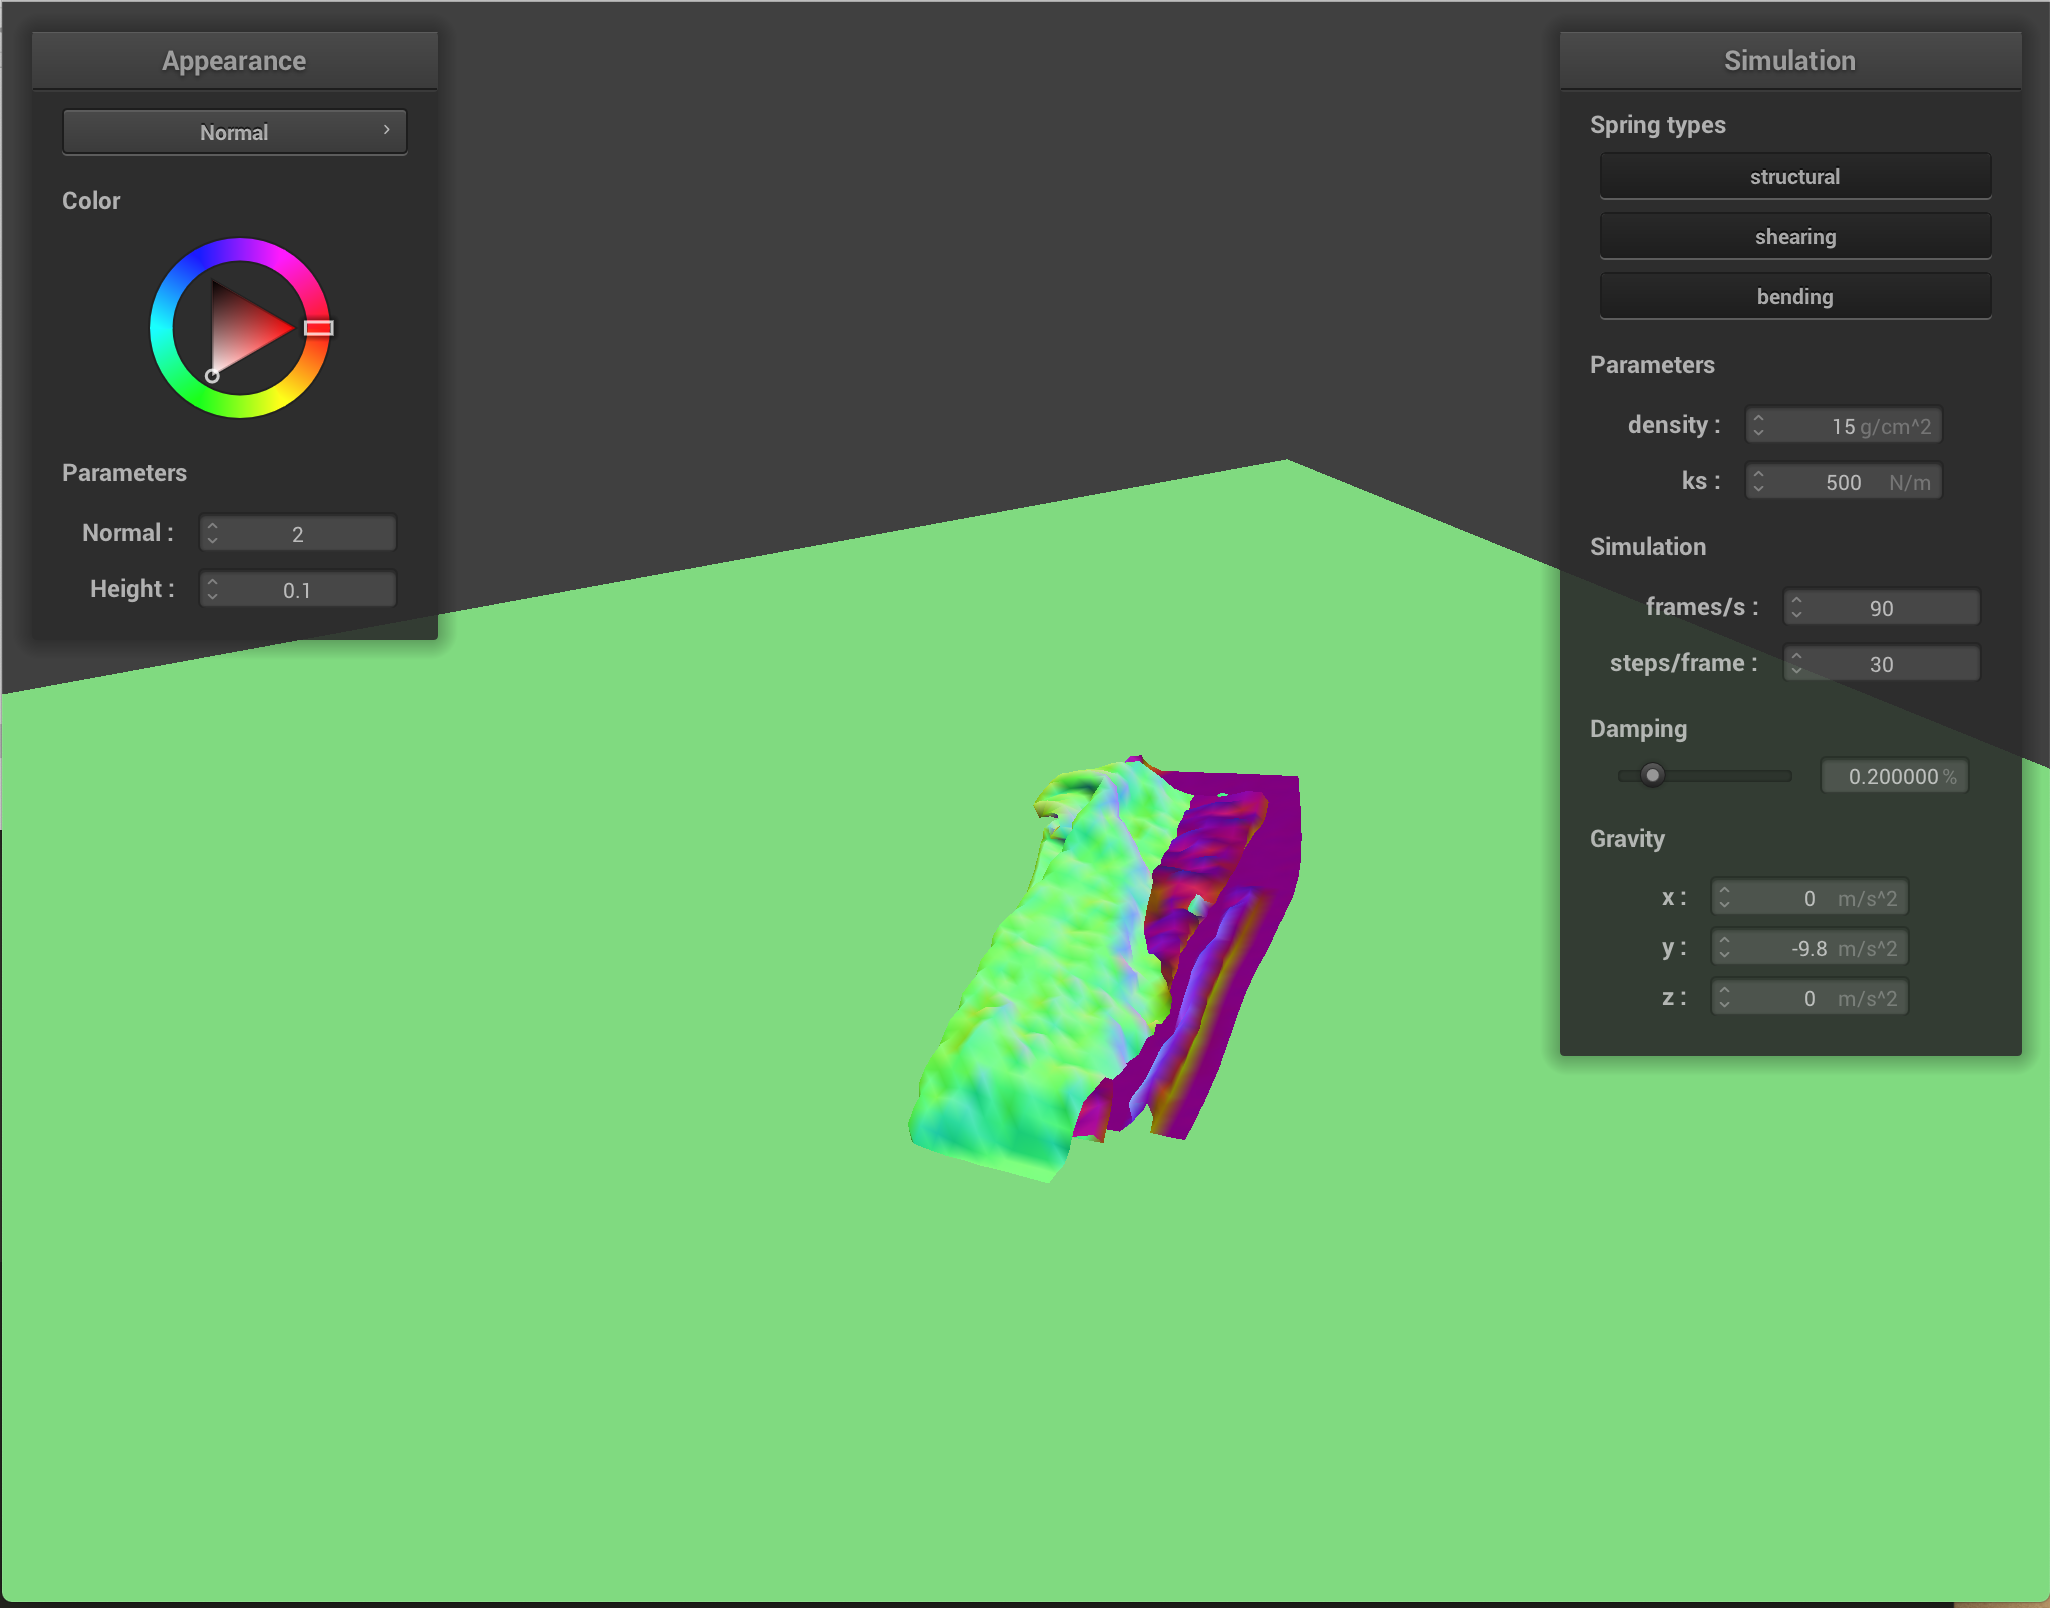 Appearance
Normal
Color
Parameters
Normal : 2
Height : 0.1
Simulation
Spring types
structural
shearing
bending
Parameters
density : 15 g/cm^2
ks : 500 N/m
Simulation
frames/s : 90
steps/frame : 30
Damping
0.200000 %
Gravity
x : 0 m/s^2
y : -9.8 m/s^2
z : 0 m/s^2